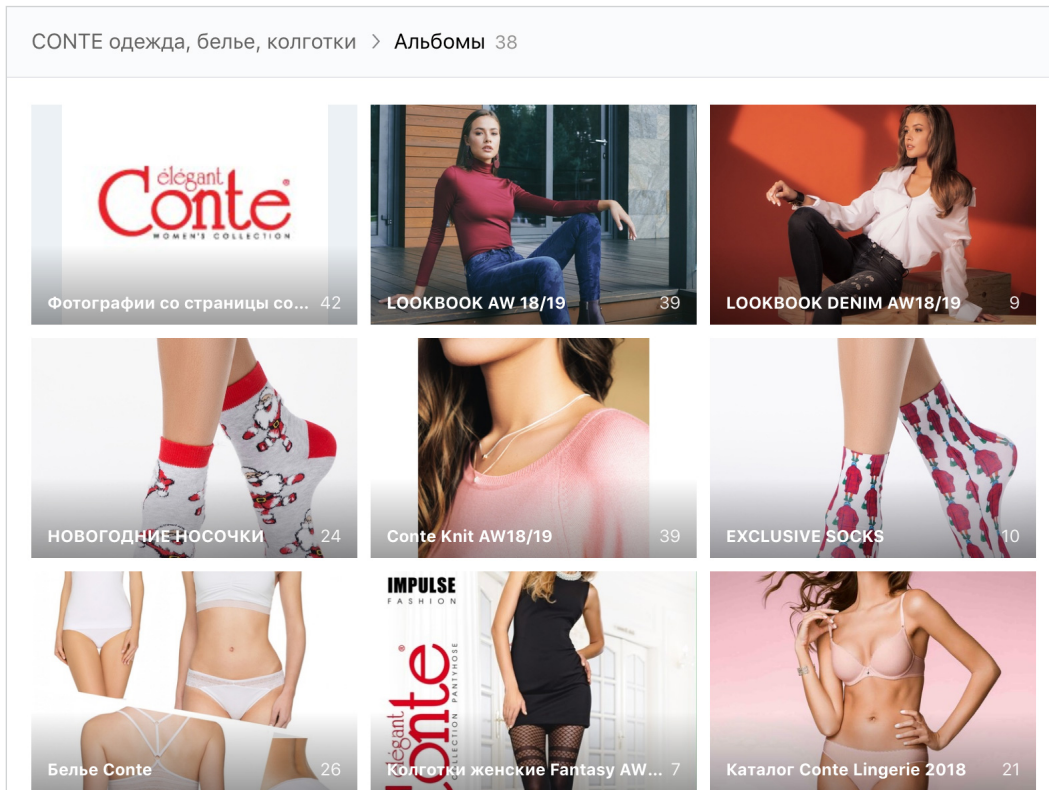 CONTE одежда, белье, колготки > Альбомы 38
élégant
Conte®
WOMEN'S COLLECTION
Фотографии со страницы со... 42
LOOKBOOK AW 18/19 39
LOOKBOOK DENIM AW18/19 9
НОВОГОДНИЕ НОСОЧКИ 24
Conte Knit AW18/19 39
EXCLUSIVE SOCKS 10
Белье Conte 26
IMPULSE
FASHION
élégant
Conte®
COLLECTION PANTYHOSE
Колготки женские Fantasy AW... 7
Каталог Conte Lingerie 2018 21